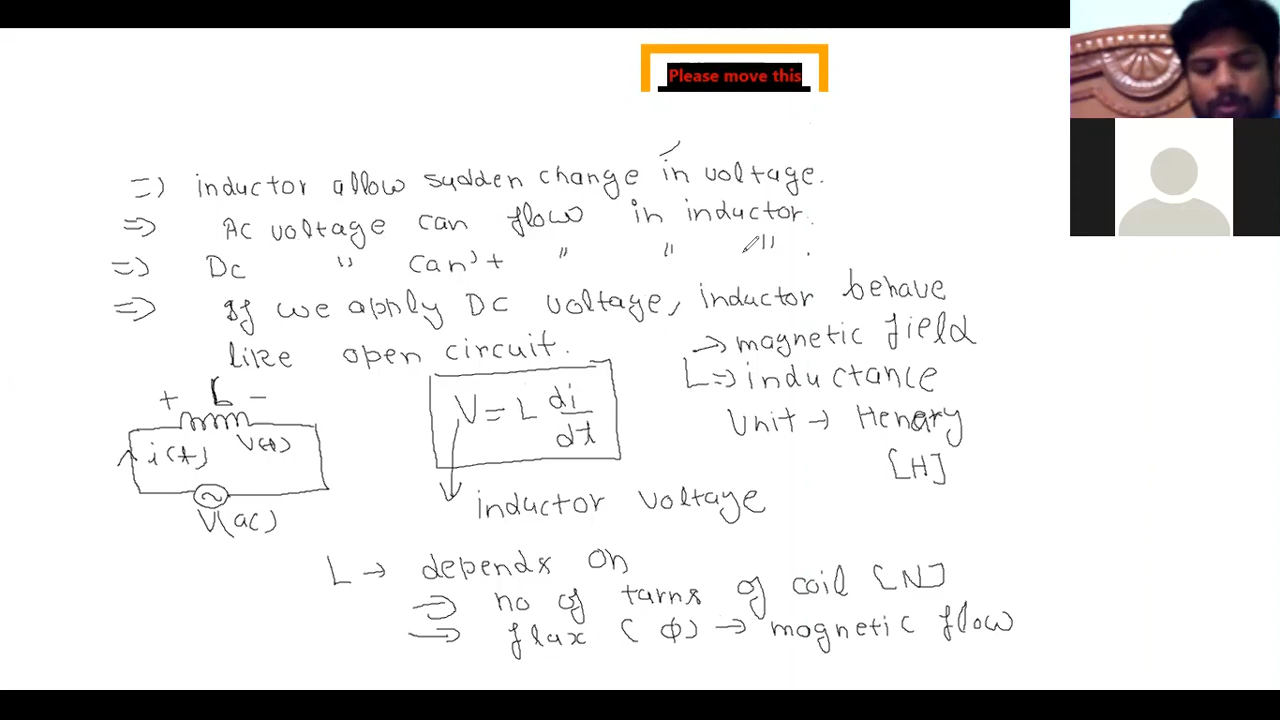 Please move this
=) inductor allow sudden change in voltage.
=) AC voltage can flow in inductor.
=) DC " can't " " " .
=) If we apply DC voltage, inductor behave
like open circuit.
→ magnetic field
L => inductance
Unit → Henary
[H]
+ L -
i(t) V(t)
V(ac)
V = L di/dt
inductor voltage
L → depends on
=) no of tarns of coil [N]
→ flux (φ) → magnetic flow